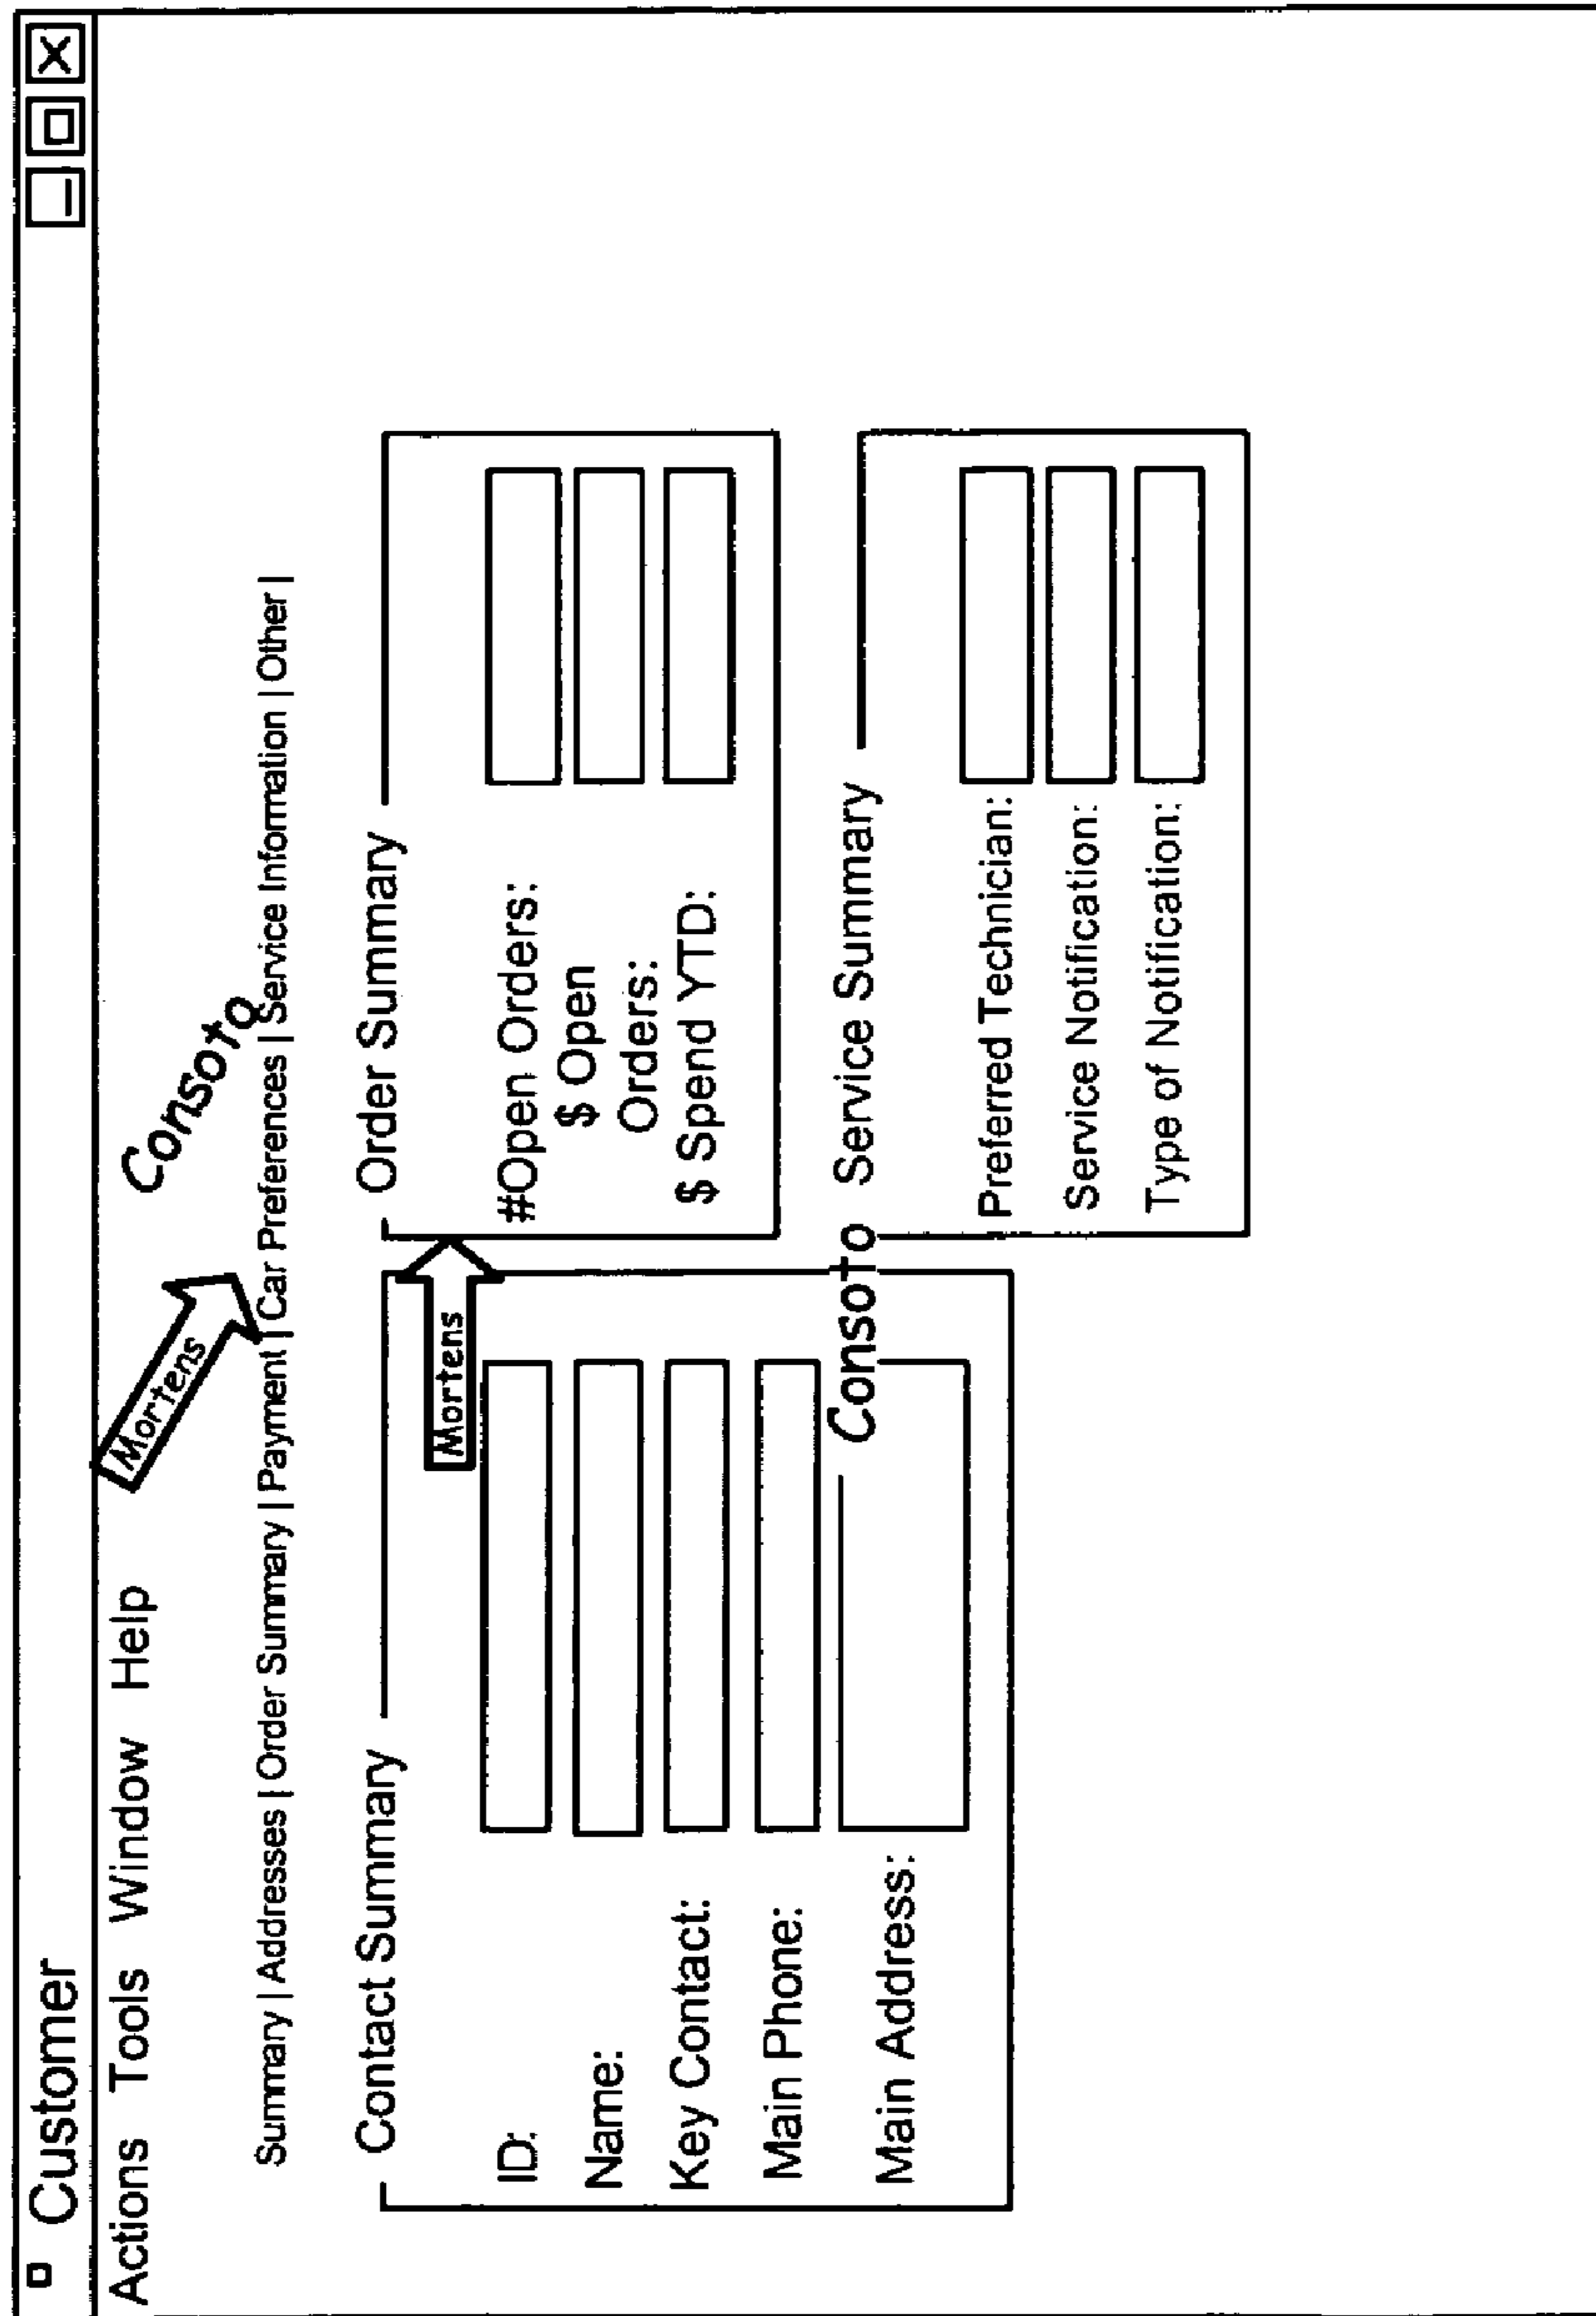 Customer
Actions Tools Window Help
Mortens
Consoto
Summary | Addresses | Order Summary | Payment | Car Preferences | Service Information | Other |
Contact Summary
ID:
Name:
Key Contact:
Main Phone:
Main Address:
Mortens
Order Summary
#Open Orders:
$ Open
Orders:
$ Spend YTD:
Consoto
Service Summary
Preferred Technician:
Service Notification:
Type of Notification: